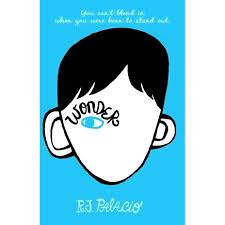 You can't blend in
when you were born to stand out.
WONDER
R.J. PALACIO